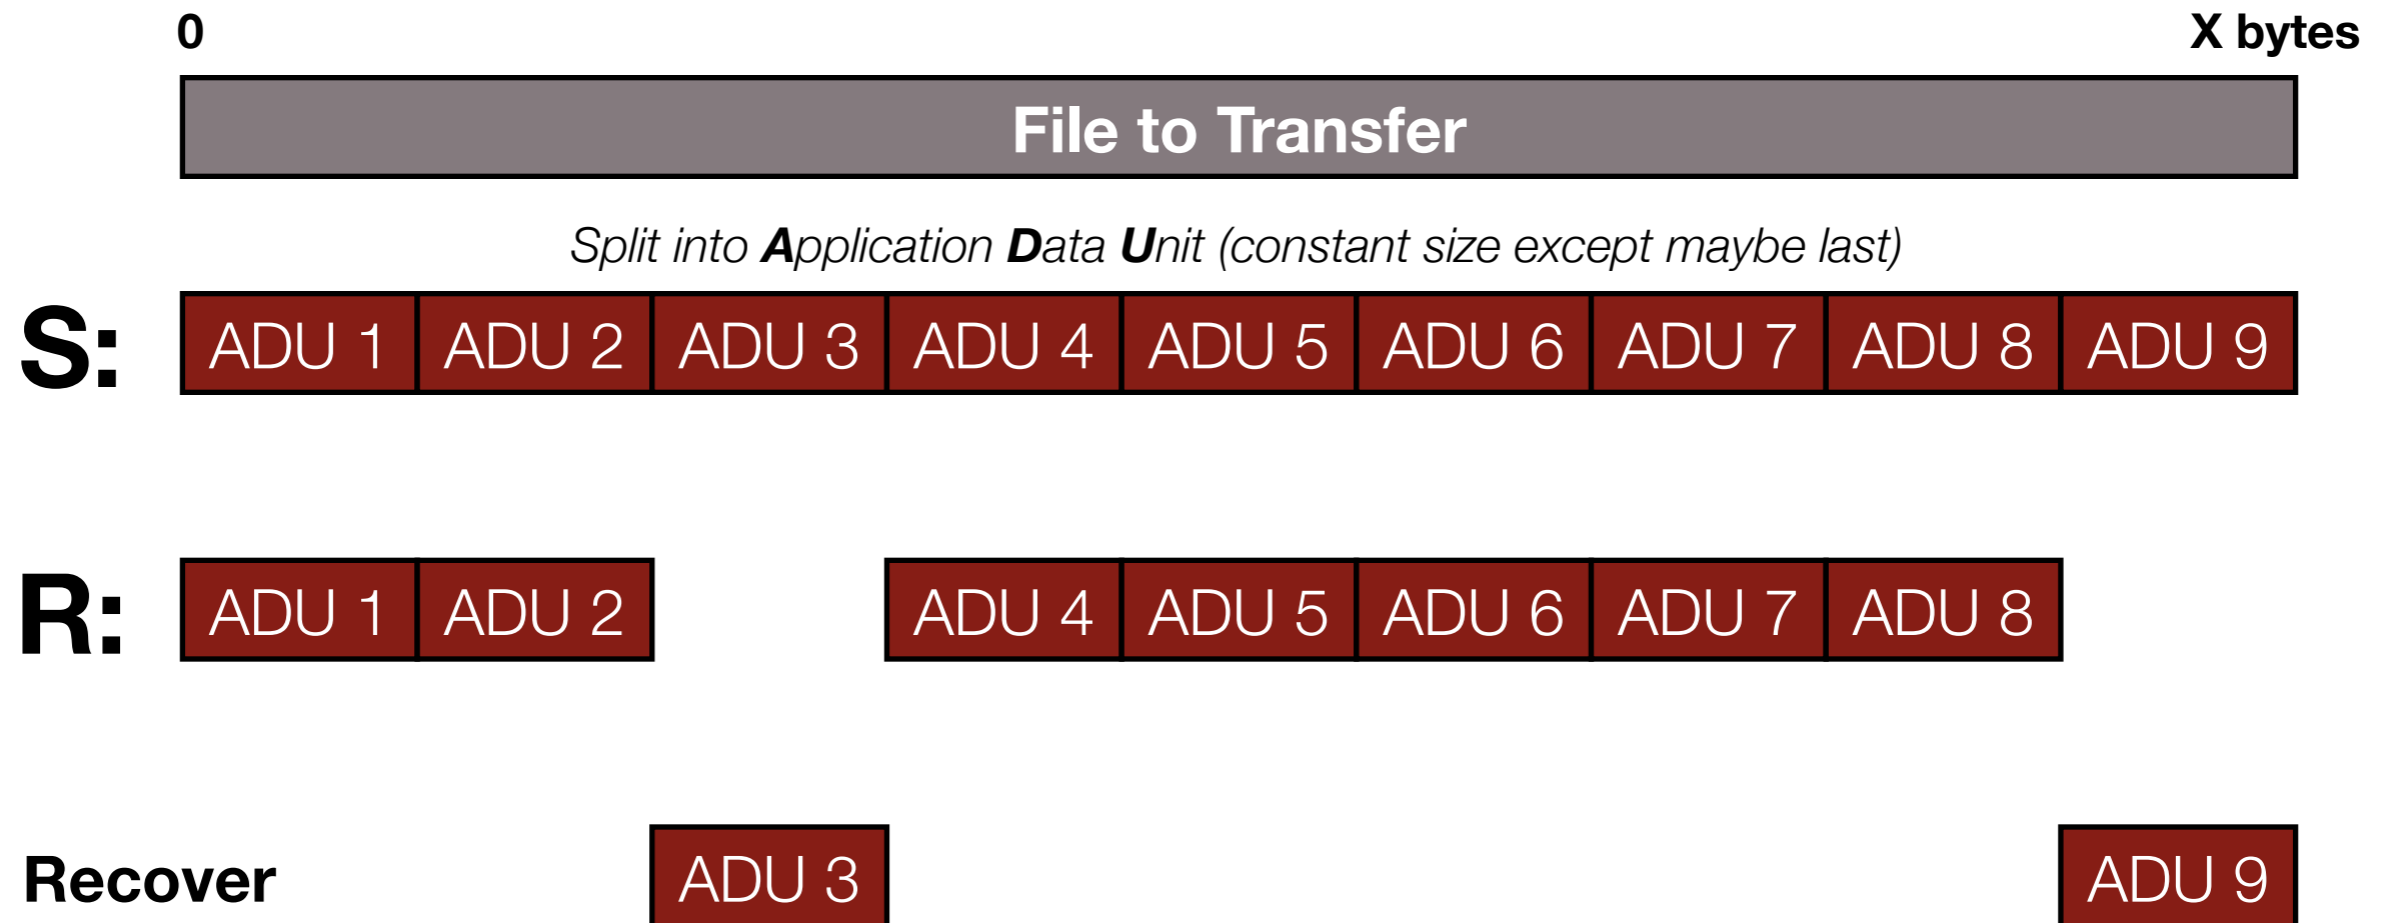 0 X bytes
File to Transfer
Split into Application Data Unit (constant size except maybe last)
S: ADU 1 ADU 2 ADU 3 ADU 4 ADU 5 ADU 6 ADU 7 ADU 8 ADU 9
R: ADU 1 ADU 2 ADU 4 ADU 5 ADU 6 ADU 7 ADU 8
Recover ADU 3 ADU 9